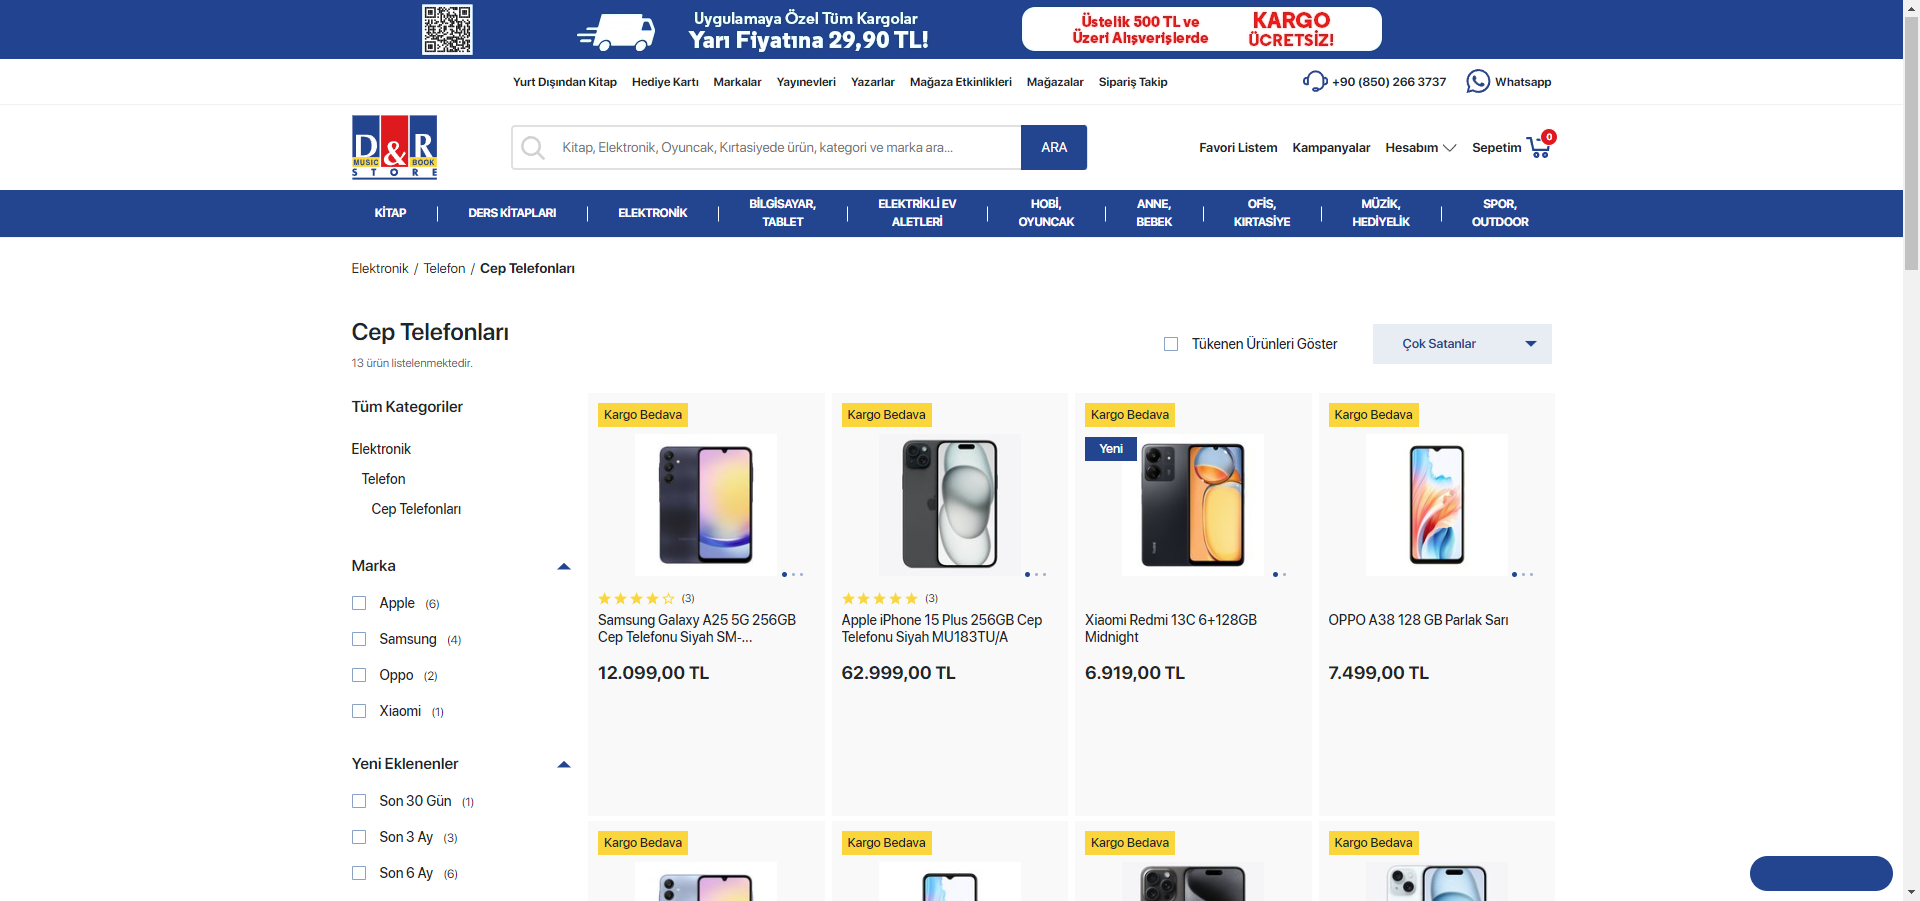 Uygulamaya Özel Tüm Kargolar
Yarı Fiyatına 29,90 TL!
Üstelik 500 TL ve
Üzeri Alışverişlerde
KARGO
ÜCRETSİZ!
Yurt Dışından Kitap Hediye Kartı Markalar Yayınevleri Yazarlar Mağaza Etkinlikleri Mağazalar Sipariş Takip
+90 (850) 266 3737 Whatsapp
D&R
MUSIC BOOK
STORE
Kitap, Elektronik, Oyuncak, Kırtasiyede ürün, kategori ve marka ara...
ARA
Favori Listem Kampanyalar Hesabım Sepetim 0
KİTAP
DERS KİTAPLARI
ELEKTRONİK
BİLGİSAYAR,
TABLET
ELEKTRİKLİ EV
ALETLERİ
HOBİ,
OYUNCAK
ANNE,
BEBEK
OFİS,
KIRTASİYE
MÜZİK,
HEDİYELİK
SPOR,
OUTDOOR
Elektronik / Telefon / Cep Telefonları
Cep Telefonları
13 ürün listelenmektedir.
Tükenen Ürünleri Göster
Çok Satanlar
Tüm Kategoriler
Elektronik
Telefon
Cep Telefonları
Marka
Apple (6)
Samsung (4)
Oppo (2)
Xiaomi (1)
Yeni Eklenenler
Son 30 Gün (1)
Son 3 Ay (3)
Son 6 Ay (6)
Kargo Bedava
(3)
Samsung Galaxy A25 5G 256GB
Cep Telefonu Siyah SM-...
12.099,00 TL
Kargo Bedava
(3)
Apple iPhone 15 Plus 256GB Cep
Telefonu Siyah MU183TU/A
62.999,00 TL
Kargo Bedava
Yeni
Xiaomi Redmi 13C 6+128GB
Midnight
6.919,00 TL
Kargo Bedava
OPPO A38 128 GB Parlak Sarı
7.499,00 TL
Kargo Bedava
Kargo Bedava
Kargo Bedava
Kargo Bedava